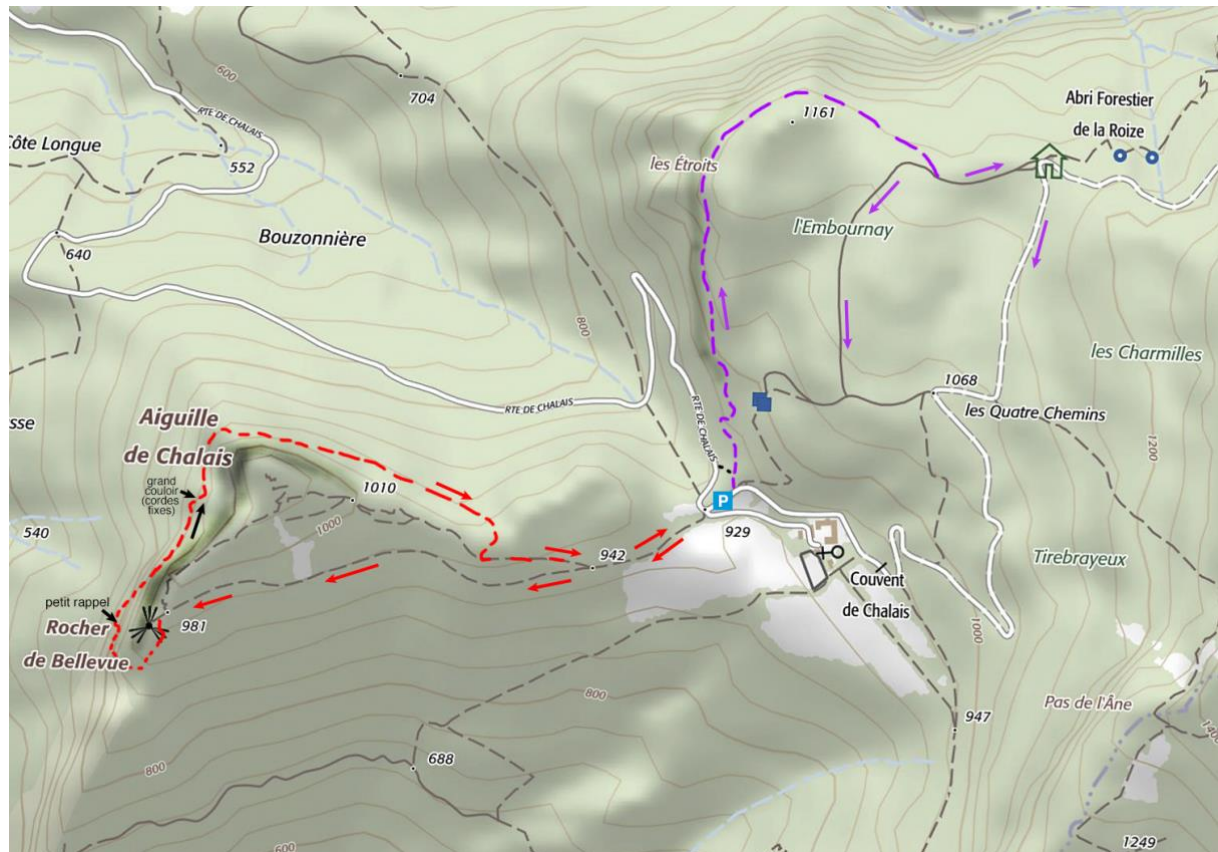 600
704
RTE DE CHALAIS
Côte Longue
552
1161
Abri Forestier
de la Roize
les Étroits
Bouzonnière
l'Embournay
640
800
les Charmilles
RTE DE CHALAIS
1068
les Quatre Chemins
sse
Aiguille
de Chalais
RTE DE CHALAIS
1200
grand
couloir
(cordes
fixes)
1010
P
540
1000
929
942
Tirebrayeux
Couvent
de Chalais
petit rappel
981
Rocher
de Bellevue
1000
800
Pas de l'Âne
947
688
800
1400
1249
600